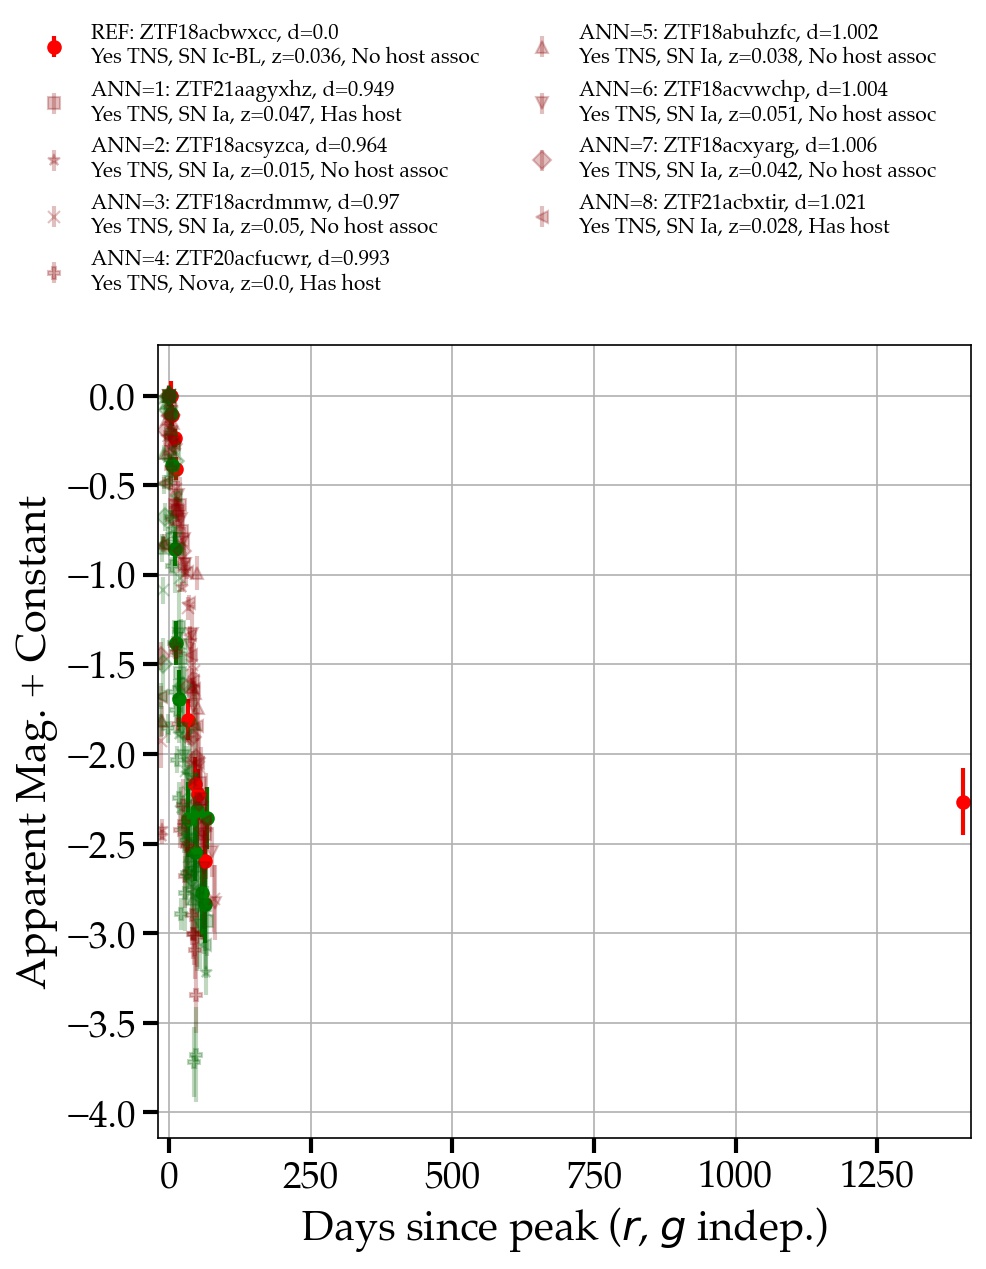 REF: ZTF18acbwxcc, d=0.0
Yes TNS, SN Ic-BL, z=0.036, No host assoc
ANN=1: ZTF21aagyxhz, d=0.949
Yes TNS, SN Ia, z=0.047, Has host
ANN=2: ZTF18acsyzca, d=0.964
Yes TNS, SN Ia, z=0.015, No host assoc
ANN=3: ZTF18acrdmmw, d=0.97
Yes TNS, SN Ia, z=0.05, No host assoc
ANN=4: ZTF20acfucwr, d=0.993
Yes TNS, Nova, z=0.0, Has host
ANN=5: ZTF18abuhzfc, d=1.002
Yes TNS, SN Ia, z=0.038, No host assoc
ANN=6: ZTF18acvwchp, d=1.004
Yes TNS, SN Ia, z=0.051, No host assoc
ANN=7: ZTF18acxyarg, d=1.006
Yes TNS, SN Ia, z=0.042, No host assoc
ANN=8: ZTF21acbxtir, d=1.021
Yes TNS, SN Ia, z=0.028, Has host
Apparent Mag. + Constant
0.0
−0.5
−1.0
−1.5
−2.0
−2.5
−3.0
−3.5
−4.0
0 250 500 750 1000 1250
Days since peak (r, g indep.)